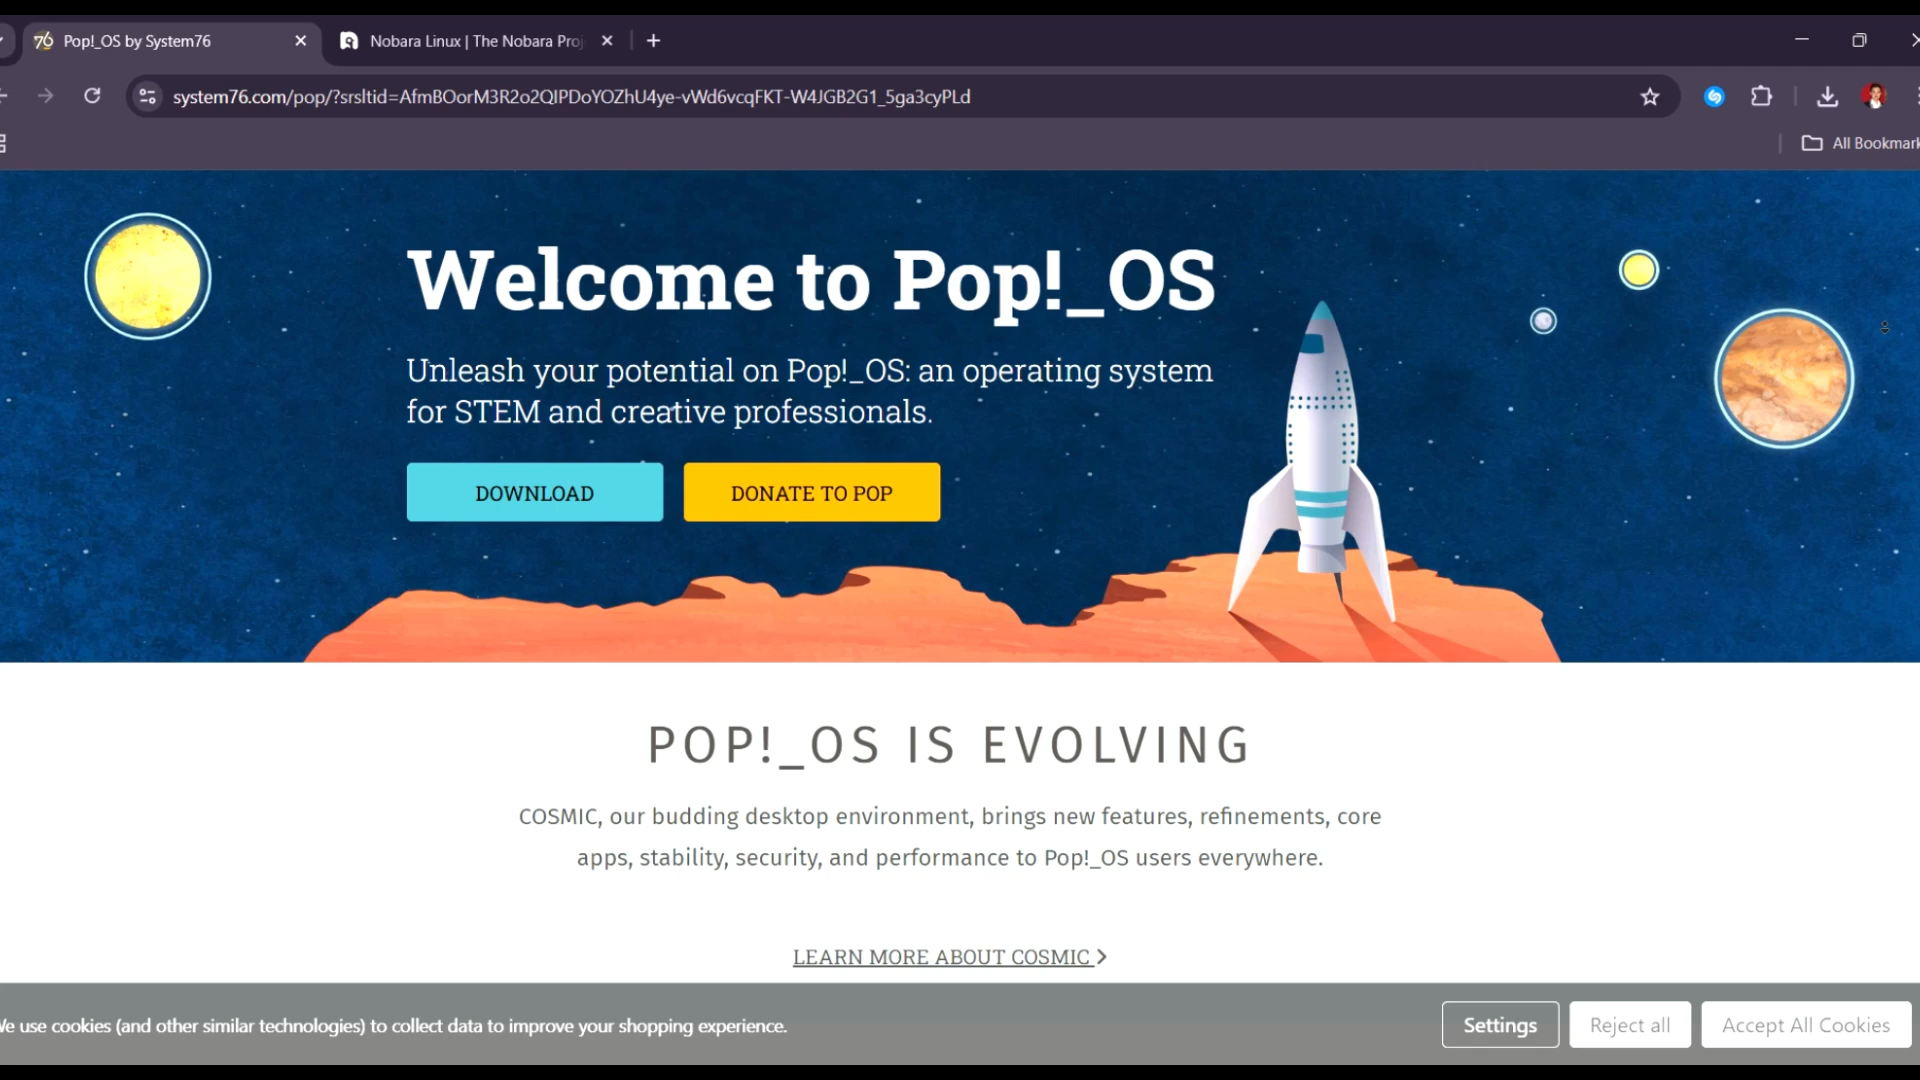 76 Pop!_OS by System76
Nobara Linux | The Nobara Proj
system76.com/pop/?srsltid=AfmBOorM3R2o2QIPDoYOZhU4ye-vWd6vcqFKT-W4JGB2G1_5ga3cyPLd
All Bookmark
Welcome to Pop!_OS
Unleash your potential on Pop!_OS: an operating system
for STEM and creative professionals.
DOWNLOAD
DONATE TO POP
POP!_OS IS EVOLVING
COSMIC, our budding desktop environment, brings new features, refinements, core
apps, stability, security, and performance to Pop!_OS users everywhere.
LEARN MORE ABOUT COSMIC
We use cookies (and other similar technologies) to collect data to improve your shopping experience.
Settings
Reject all
Accept All Cookies